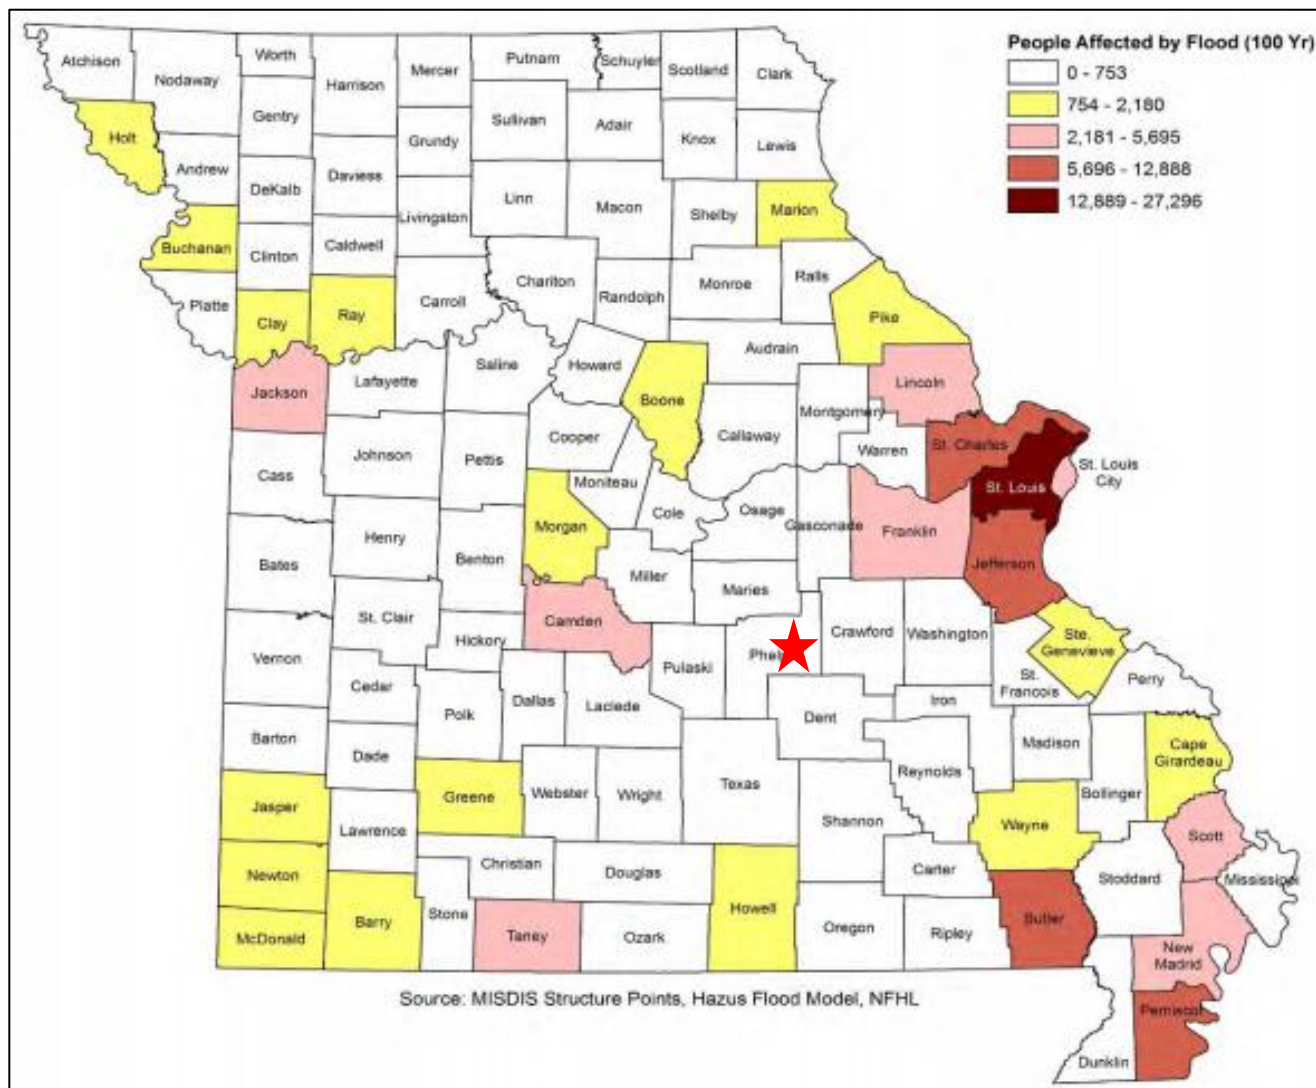 People Affected by Flood (100 Yr)
0 - 753
754 - 2,180
2,181 - 5,695
5,696 - 12,888
12,889 - 27,296
Atchison
Nodaway
Worth
Harrison
Mercer
Putnam
Schuyler
Scotland
Clark
Gentry
Sullivan
Adair
Knox
Lewis
Holt
Andrew
DeKalb
Daviess
Grundy
Linn
Macon
Shelby
Marion
Livingston
Buchanan
Clinton
Caldwell
Chariton
Randolph
Monroe
Ralls
Platte
Clay
Ray
Carroll
Pike
Audrain
Jackson
Lafayette
Saline
Howard
Boone
Lincoln
Montgomery
Callaway
Cooper
Warren
St. Charles
Cass
Johnson
Pettis
Moniteau
St. Louis
St. Louis
City
Cole
Osage
Gasconade
Franklin
Morgan
Henry
Benton
Bates
Miller
Maries
Jefferson
St. Clair
Hickory
Camden
Crawford
Washington
Ste.
Genevieve
Vernon
Pulaski
Cedar
St.
Francois
Perry
Polk
Dallas
Laclede
Dent
Iron
Barton
Dade
Madison
Cape
Girardeau
Texas
Reynolds
Bollinger
Jasper
Greene
Webster
Wright
Lawrence
Shannon
Wayne
Scott
Christian
Douglas
Carter
Stoddard
Mississippi
Newton
Barry
Stone
Howell
McDonald
Taney
Ozark
Oregon
Ripley
Butler
New
Madrid
Pemiscot
Dunklin
Source: MISDIS Structure Points, Hazus Flood Model, NFHL